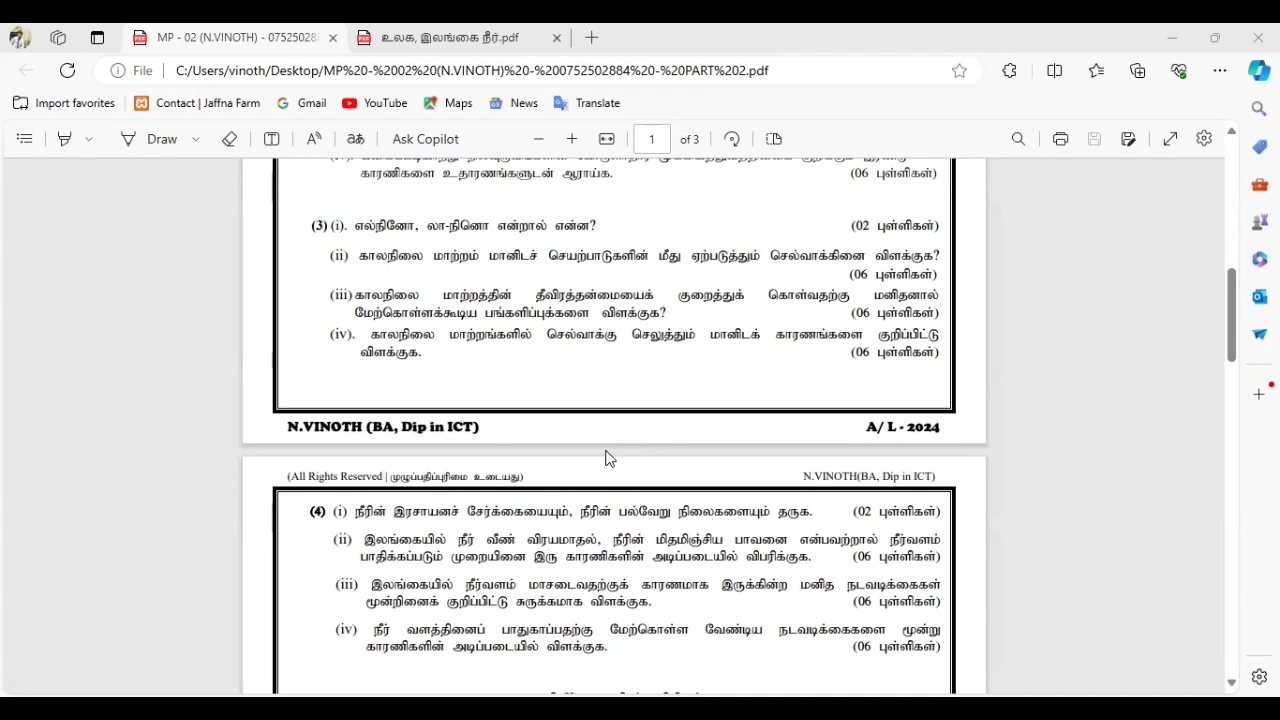 MP - 02 (N.VINOTH) - 07525028
உலக, இலங்கை நீர்.pdf
File
C:/Users/vinoth/Desktop/MP%20-%2002%20(N.VINOTH)%20-%200752502884%20-%20PART%202.pdf
Import favorites
Contact | Jaffna Farm
Gmail
YouTube
Maps
News
Translate
Draw
Ask Copilot
1 of 3
காரணிகளை உதாரணங்களுடன் ஆராய்க. (06 புள்ளிகள்)
(3) (i). எல்நினோ, லா-நினொ என்றால் என்ன? (02 புள்ளிகள்)
(ii) காலநிலை மாற்றம் மானிடச் செயற்பாடுகளின் மீது ஏற்படுத்தும் செல்வாக்கினை விளக்குக?
(06 புள்ளிகள்)
(iii) காலநிலை மாற்றத்தின் தீவிரத்தன்மையைக் குறைத்துக் கொள்வதற்கு மனிதனால்
மேற்கொள்ளக்கூடிய பங்களிப்புக்களை விளக்குக? (06 புள்ளிகள்)
(iv). காலநிலை மாற்றங்களில் செல்வாக்கு செலுத்தும் மானிடக் காரணங்களை குறிப்பிட்டு
விளக்குக. (06 புள்ளிகள்)
N.VINOTH (BA, Dip in ICT) A/ L - 2024
(All Rights Reserved | முழுப்பதிப்புரிமை உடையது) N.VINOTH(BA, Dip in ICT)
(4) (i) நீரின் இரசாயனச் சேர்க்கையையும், நீரின் பல்வேறு நிலைகளையும் தருக. (02 புள்ளிகள்)
(ii) இலங்கையில் நீர் வீண் விரயமாதல், நீரின் மிதமிஞ்சிய பாவனை என்பவற்றால் நீர்வளம்
பாதிக்கப்படும் முறையினை இரு காரணிகளின் அடிப்படையில் விபரிக்குக. (06 புள்ளிகள்)
(iii) இலங்கையில் நீர்வளம் மாசடைவதற்குக் காரணமாக இருக்கின்ற மனித நடவடிக்கைகள்
மூன்றினைக் குறிப்பிட்டு சுருக்கமாக விளக்குக. (06 புள்ளிகள்)
(iv) நீர் வளத்தினைப் பாதுகாப்பதற்கு மேற்கொள்ள வேண்டிய நடவடிக்கைகளை மூன்று
காரணிகளின் அடிப்படையில் விளக்குக. (06 புள்ளிகள்)